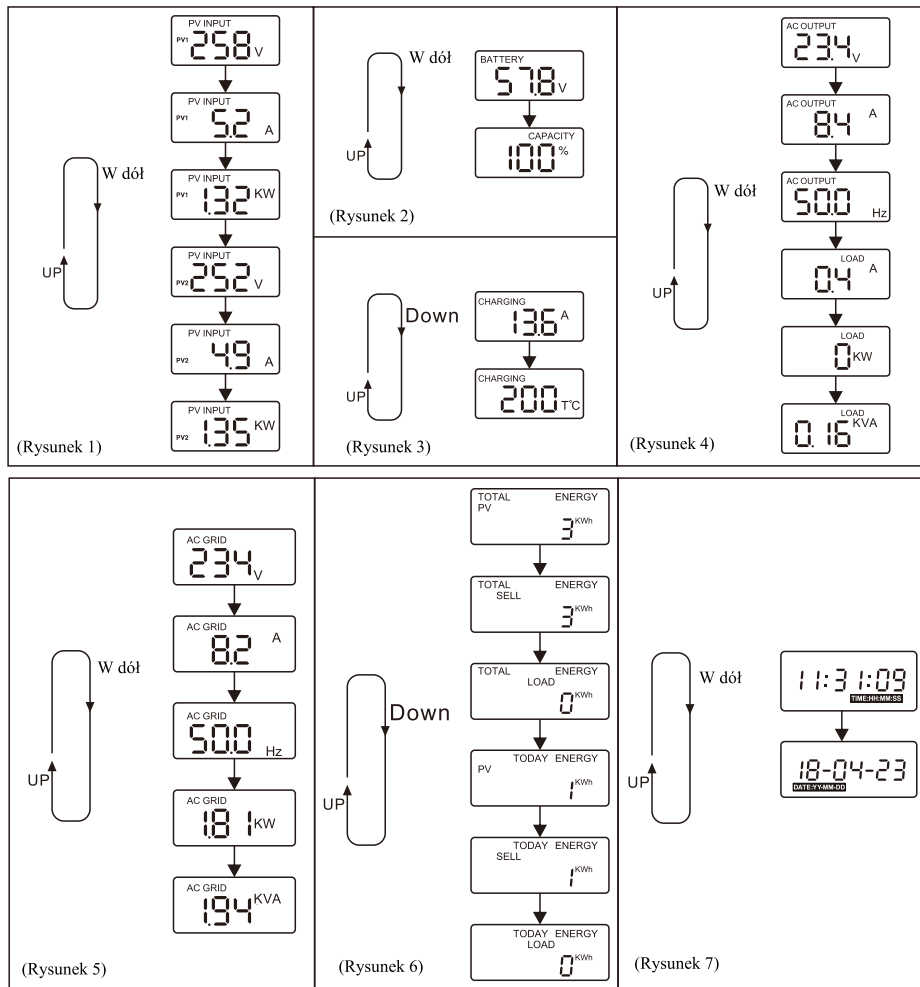 PV INPUT
PV1 258 V
PV INPUT
PV1 5.2 A
PV INPUT
PV1 1.32 KW
PV INPUT
PV2 252 V
PV INPUT
PV2 4.9 A
PV INPUT
PV2 1.35 KW
W dół
UP
(Rysunek 1)
W dół
UP
BATTERY
57.8 V
CAPACITY
100 %
(Rysunek 2)
Down
UP
CHARGING
13.6 A
CHARGING
200 T°C
(Rysunek 3)
AC OUTPUT
23.4 V
AC OUTPUT
8.4 A
AC OUTPUT
50.0 Hz
LOAD
0.4 A
LOAD
0 KW
LOAD
0.16 KVA
W dół
UP
(Rysunek 4)
AC GRID
234 V
AC GRID
8.2 A
AC GRID
50.0 Hz
AC GRID
1.81 KW
AC GRID
1.94 KVA
W dół
UP
(Rysunek 5)
TOTAL ENERGY
PV
3 KWh
TOTAL ENERGY
SELL
3 KWh
TOTAL ENERGY
LOAD
0 KWh
TODAY ENERGY
PV
1 KWh
TODAY ENERGY
SELL
1 KWh
TODAY ENERGY
LOAD
0 KWh
Down
UP
(Rysunek 6)
W dół
UP
11:31:09
TIME:HH:MM:SS
18-04-23
DATE:YY-MM-DD
(Rysunek 7)